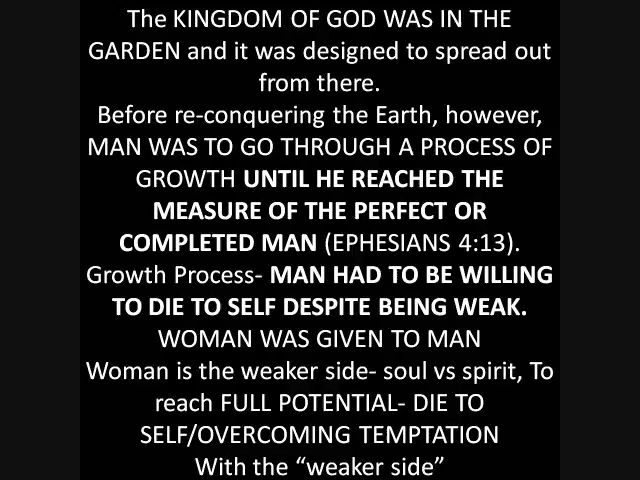 The KINGDOM OF GOD WAS IN THE
GARDEN and it was designed to spread out
from there.
Before re-conquering the Earth, however,
MAN WAS TO GO THROUGH A PROCESS OF
GROWTH UNTIL HE REACHED THE
MEASURE OF THE PERFECT OR
COMPLETED MAN (EPHESIANS 4:13).
Growth Process- MAN HAD TO BE WILLING
TO DIE TO SELF DESPITE BEING WEAK.
WOMAN WAS GIVEN TO MAN
Woman is the weaker side- soul vs spirit, To
reach FULL POTENTIAL- DIE TO
SELF/OVERCOMING TEMPTATION
With the “weaker side”